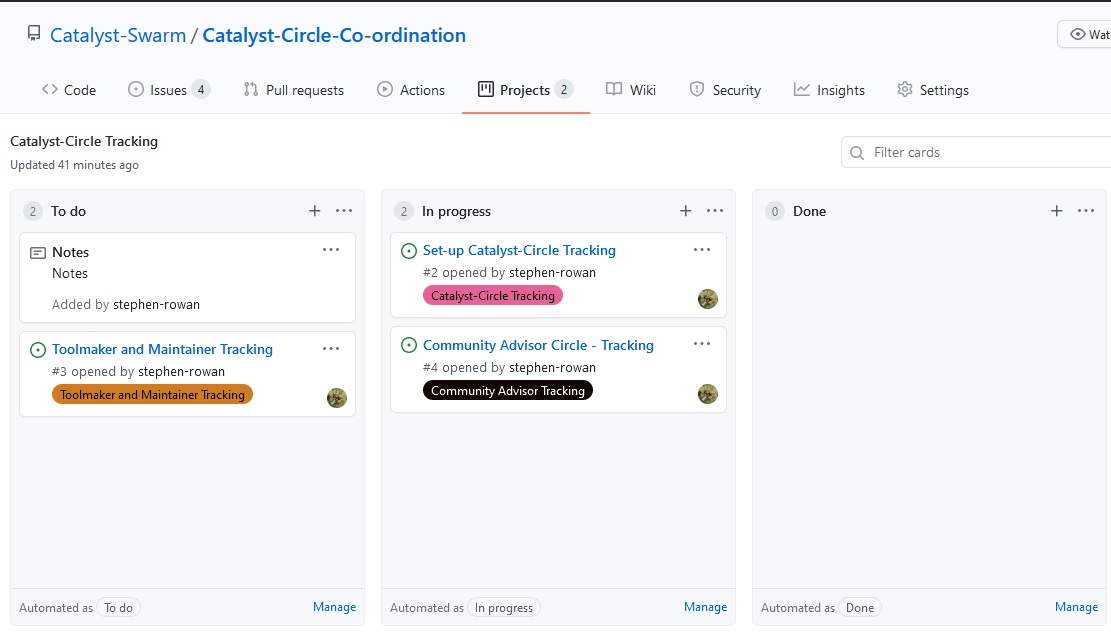 Catalyst-Swarm / Catalyst-Circle-Co-ordination
Wat
Code Issues 4 Pull requests Actions Projects 2 Wiki Security Insights Settings
Catalyst-Circle Tracking
Updated 41 minutes ago
Filter cards
2 To do
Notes
Notes
Added by stephen-rowan
Toolmaker and Maintainer Tracking
#3 opened by stephen-rowan
Toolmaker and Maintainer Tracking
Automated as To do Manage
2 In progress
Set-up Catalyst-Circle Tracking
#2 opened by stephen-rowan
Catalyst-Circle Tracking
Community Advisor Circle - Tracking
#4 opened by stephen-rowan
Community Advisor Tracking
Automated as In progress Manage
0 Done
Automated as Done Manage